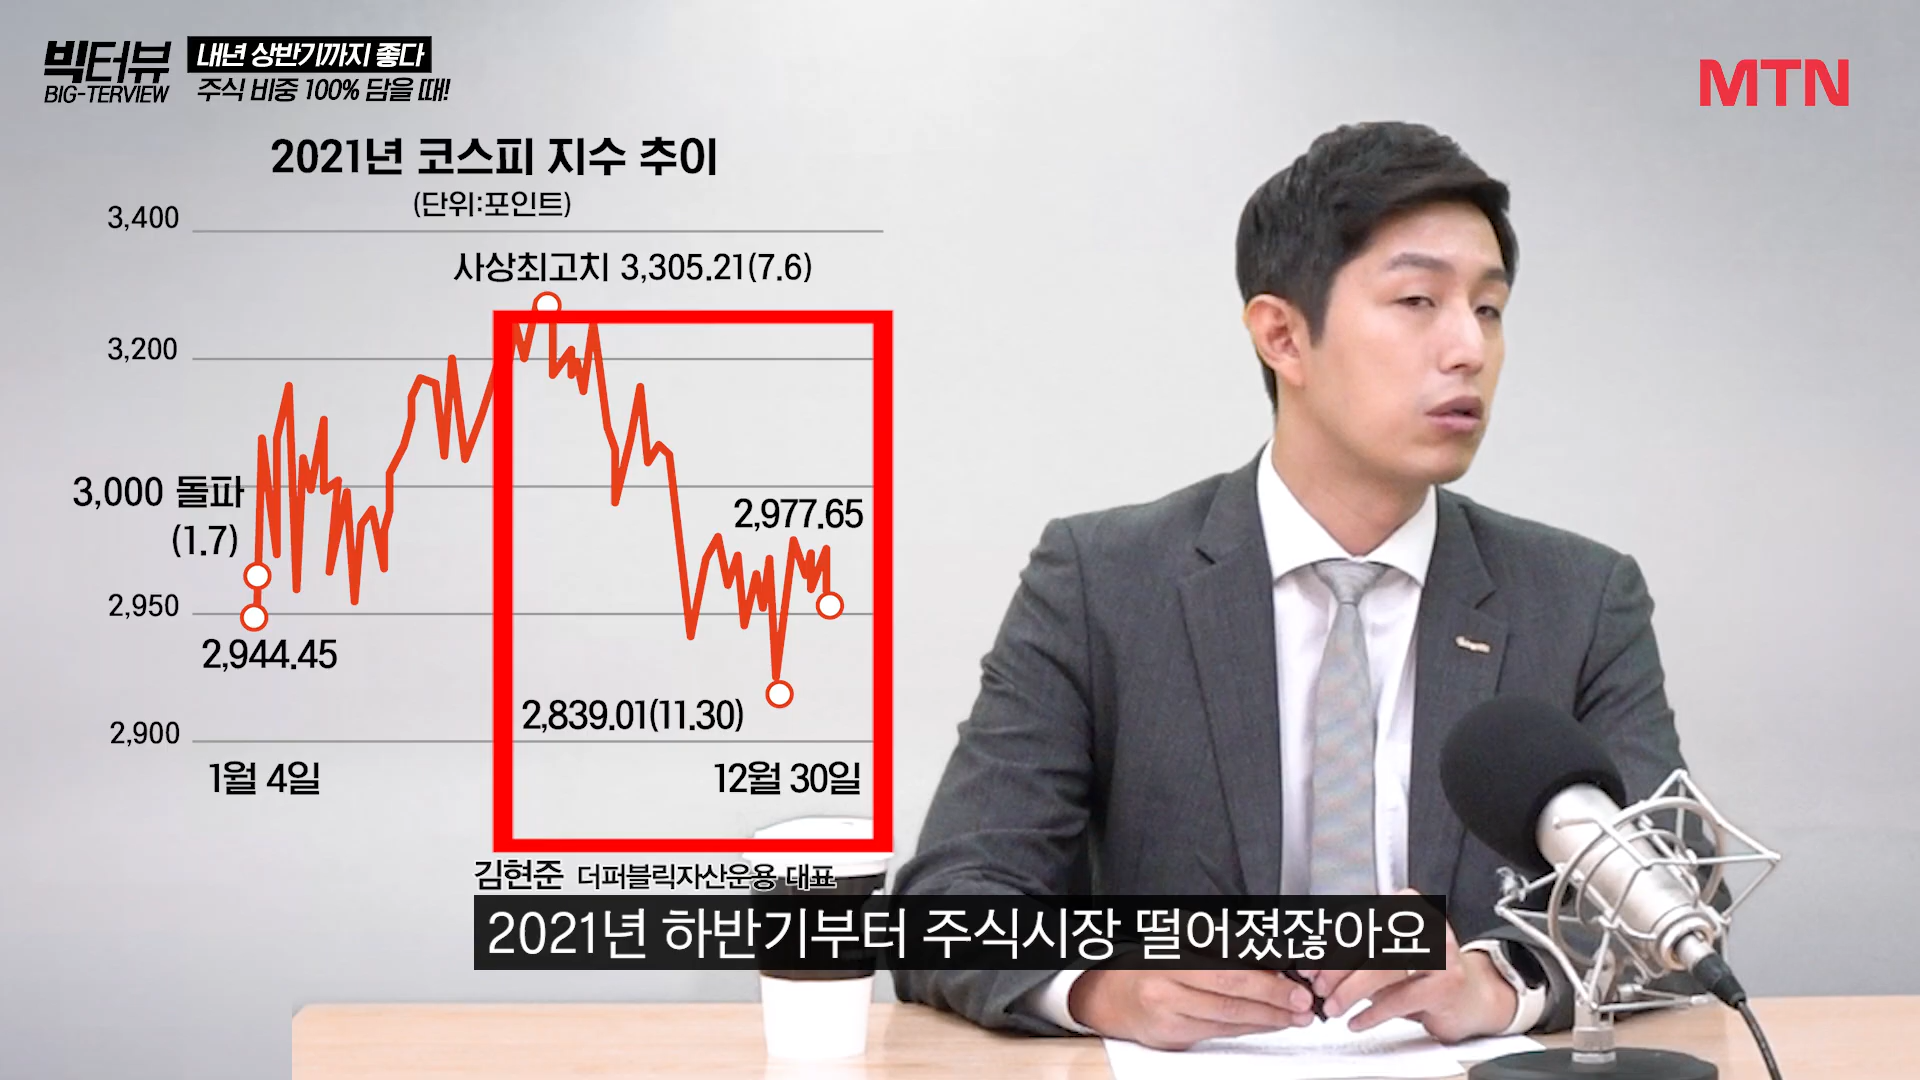 빅터뷰
BIG-TERVIEW
내년 상반기까지 좋다
주식 비중 100% 담을 때!
MTN
2021년 코스피 지수 추이
(단위:포인트)
3,400
사상최고치 3,305.21(7.6)
3,200
3,000 돌파
(1.7)
2,977.65
2,950
2,944.45
2,839.01(11.30)
2,900
1월 4일
12월 30일
김현준 더퍼블릭자산운용 대표
2021년 하반기부터 주식시장 떨어졌잖아요